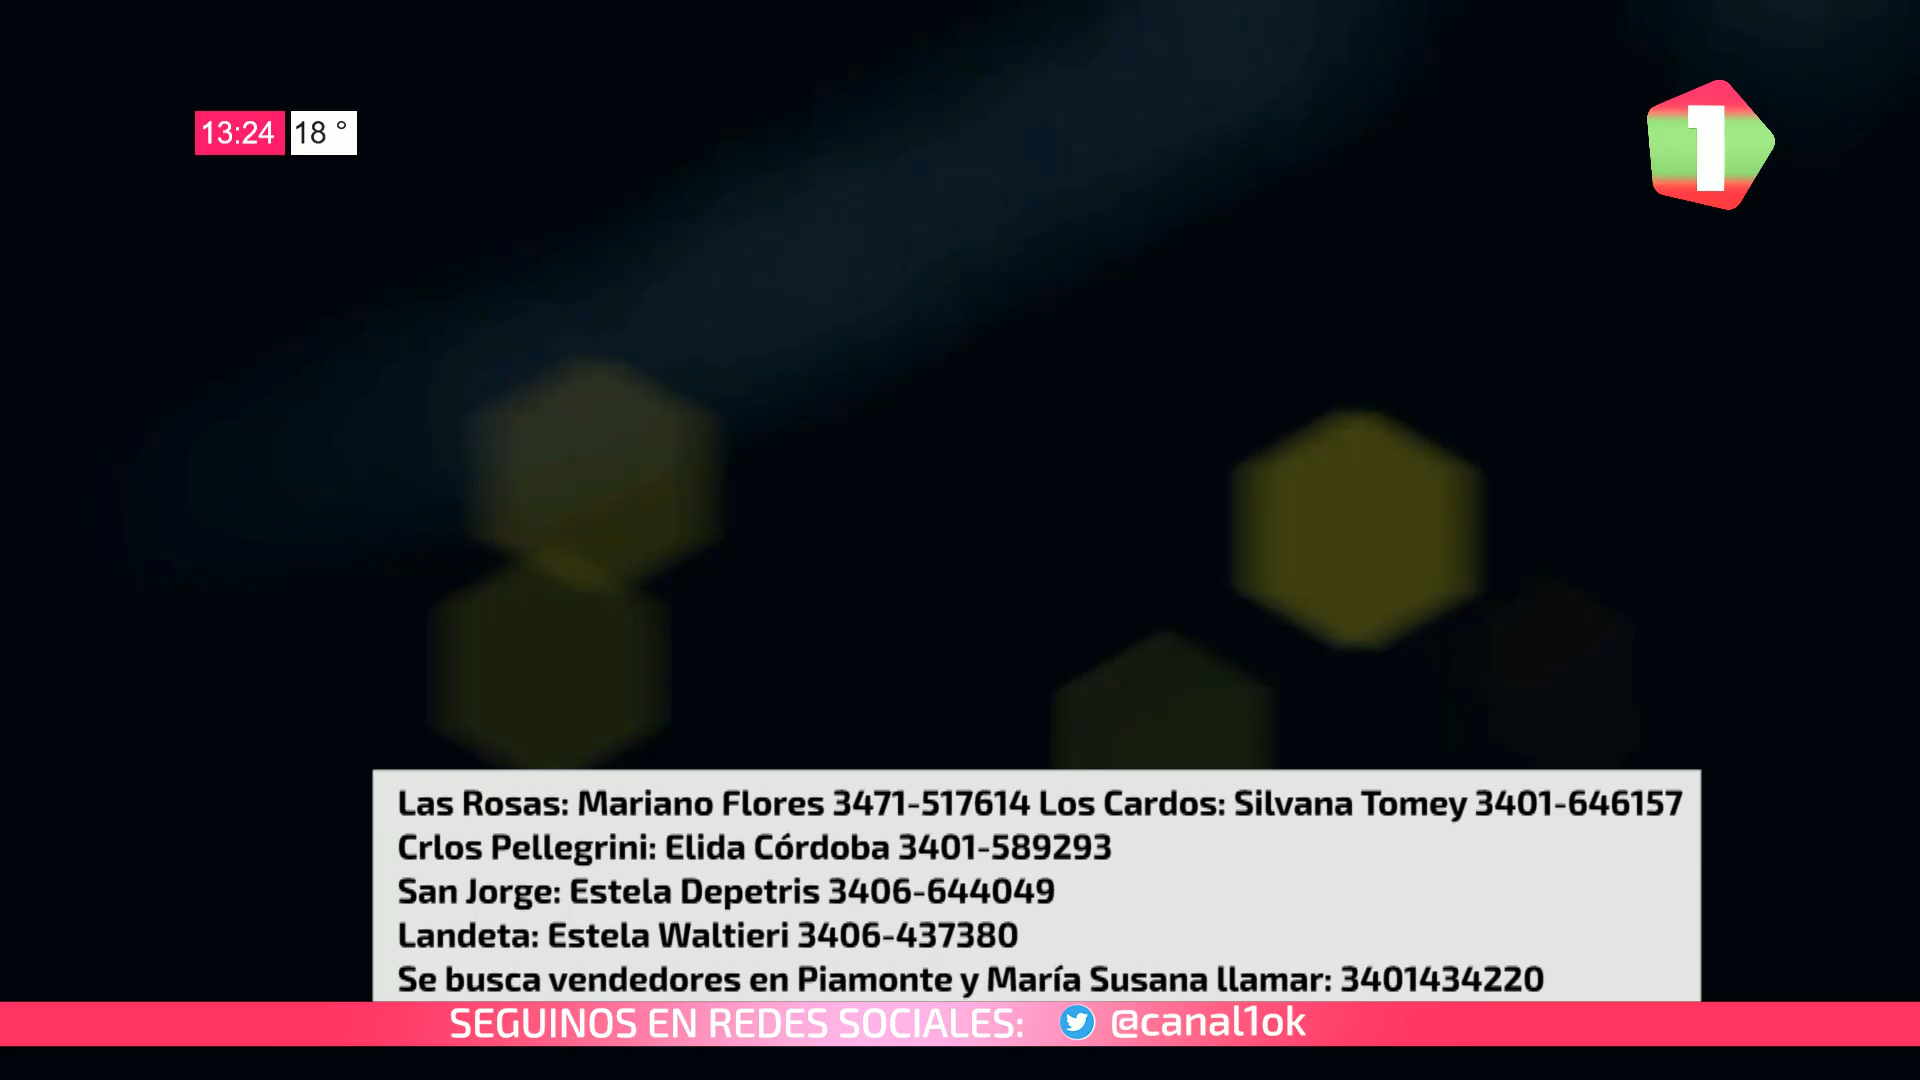 13:24 18 °
1
Las Rosas: Mariano Flores 3471-517614 Los Cardos: Silvana Tomey 3401-646157
Crlos Pellegrini: Elida Córdoba 3401-589293
San Jorge: Estela Depetris 3406-644049
Landeta: Estela Waltieri 3406-437380
Se busca vendedores en Piamonte y María Susana llamar: 3401434220
SEGUINOS EN REDES SOCIALES: @canal1ok